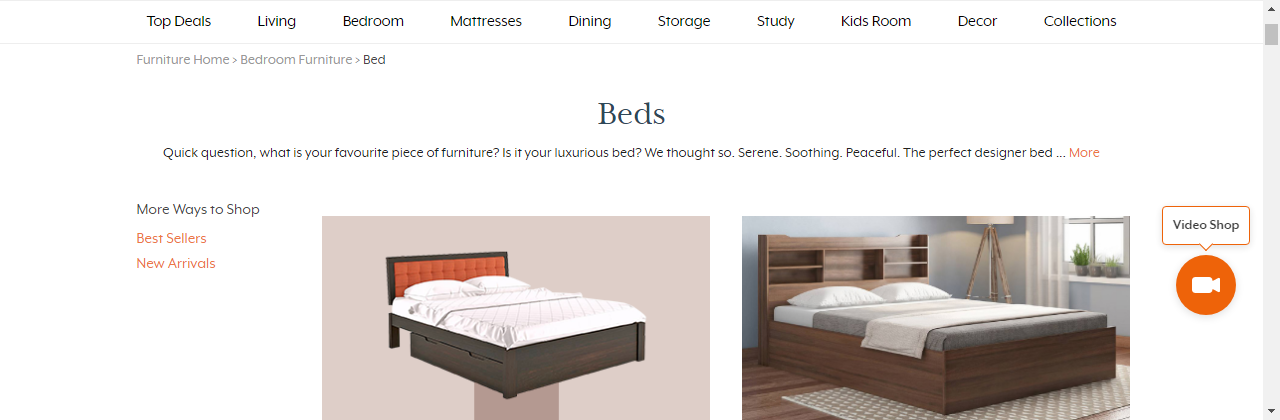 Top Deals Living Bedroom Mattresses Dining Storage Study Kids Room Decor Collections
Furniture Home > Bedroom Furniture > Bed
Beds
Quick question, what is your favourite piece of furniture? Is it your luxurious bed? We thought so. Serene. Soothing. Peaceful. The perfect designer bed ... More
More Ways to Shop
Best Sellers
New Arrivals
Video Shop